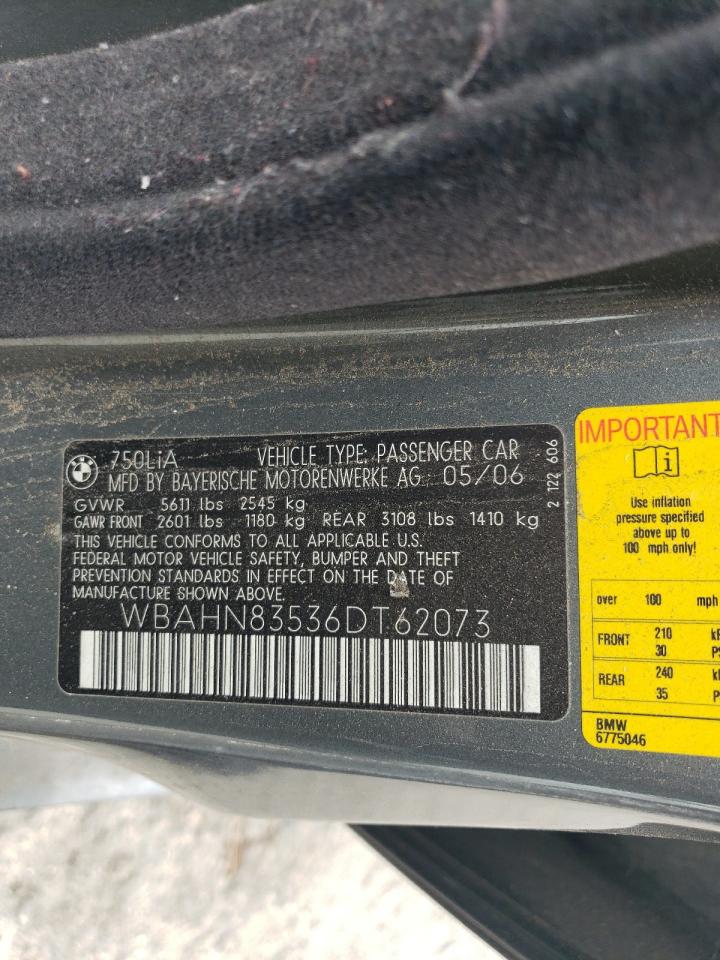 750LiA VEHICLE TYPE: PASSENGER CAR
MFD BY BAYERISCHE MOTORENWERKE AG 05/06
GVWR 5611 lbs 2545 kg
GAWR FRONT 2601 lbs 1180 kg REAR 3108 lbs 1410 kg
THIS VEHICLE CONFORMS TO ALL APPLICABLE U.S.
FEDERAL MOTOR VEHICLE SAFETY, BUMPER AND THEFT
PREVENTION STANDARDS IN EFFECT ON THE DATE OF
MANUFACTURE SHOWN ABOVE.
WBAHN83536DT62073
2 122 606
IMPORTANT
i
Use inflation
pressure specified
above up to
100 mph only!
over 100 mph
FRONT 210
30
REAR 240
35
BMW
6775046